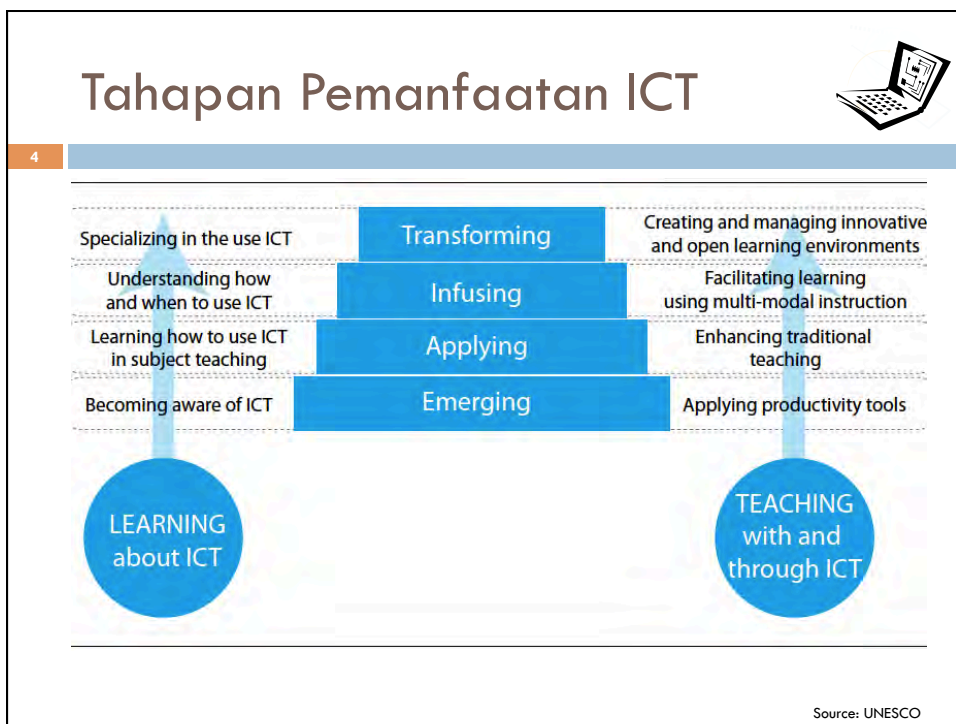 Tahapan Pemanfaatan ICT
4
Specializing in the use ICT
Transforming
Creating and managing innovative
and open learning environments
Understanding how
and when to use ICT
Infusing
Facilitating learning
using multi-modal instruction
Learning how to use ICT
in subject teaching
Applying
Enhancing traditional
teaching
Becoming aware of ICT
Emerging
Applying productivity tools
LEARNING
about ICT
TEACHING
with and
through ICT
Source: UNESCO